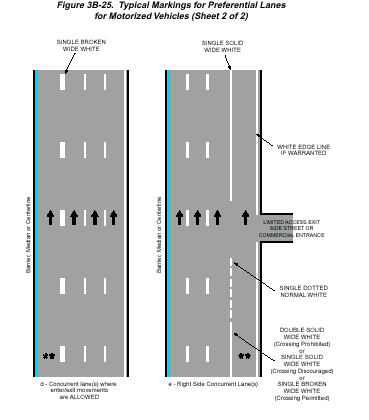 Figure 3B-25. Typical Markings for Preferential Lanes
for Motorized Vehicles (Sheet 2 of 2)
SINGLE BROKEN
WIDE WHITE
SINGLE SOLID
WIDE WHITE
WHITE EDGE LINE
IF WARRANTED
Barrier, Median or Centerline
Barrier, Median or Centerline
LIMITED ACCESS EXIT
SIDE STREET OR
COMMERCIAL ENTRANCE
SINGLE DOTTED
NORMAL WHITE
DOUBLE SOLID
WIDE WHITE
(Crossing Prohibited)
or
SINGLE SOLID
WIDE WHITE
(Crossing Discouraged)
or
SINGLE BROKEN
WIDE WHITE
(Crossing Permitted)
**
**
d - Concurrent lane(s) where
enter/exit movements
are ALLOWED
e - Right Side Concurrent Lane(s)